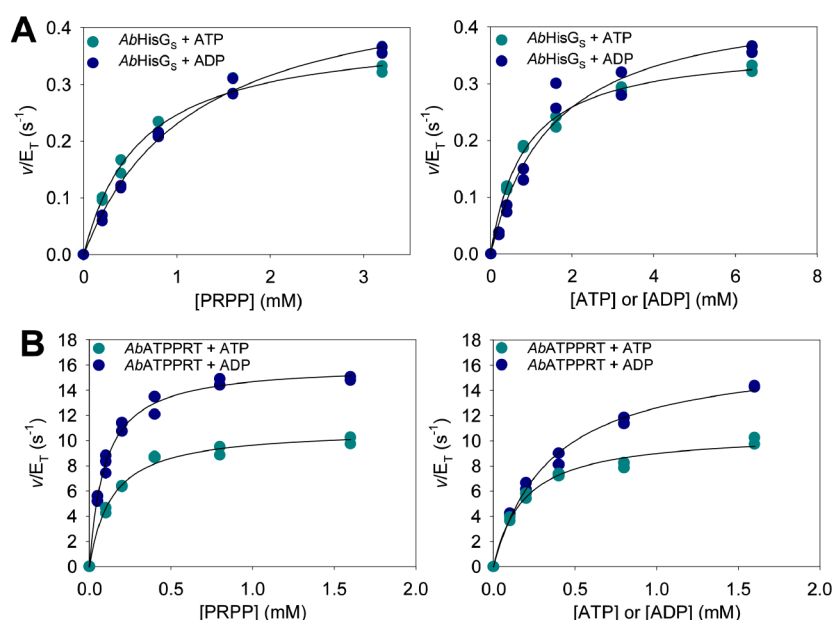 A
AbHisGS + ATP
AbHisGS + ADP
v/ET (s-1)
0.4
0.3
0.2
0.1
0.0
0 1 2 3
[PRPP] (mM)
AbHisGS + ATP
AbHisGS + ADP
v/ET (s-1)
0.4
0.3
0.2
0.1
0.0
0 2 4 6 8
[ATP] or [ADP] (mM)
B
AbATPPRT + ATP
AbATPPRT + ADP
v/ET (s-1)
18
16
14
12
10
8
6
4
2
0
0.0 0.5 1.0 1.5 2.0
[PRPP] (mM)
AbATPPRT + ATP
AbATPPRT + ADP
v/ET (s-1)
18
16
14
12
10
8
6
4
2
0
0.0 0.5 1.0 1.5 2.0
[ATP] or [ADP] (mM)